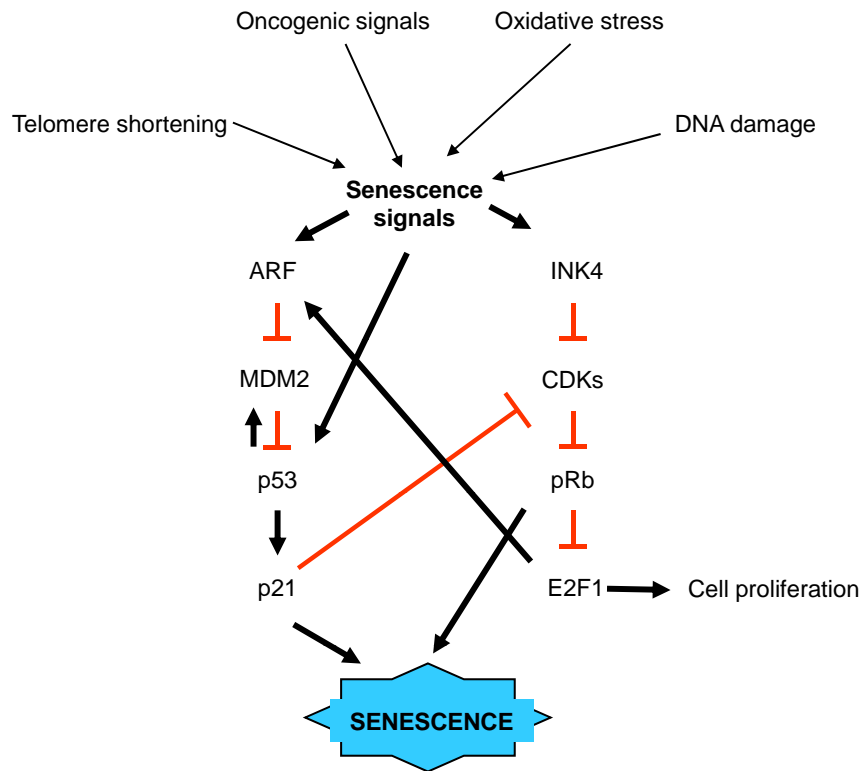 Oncogenic signals
Oxidative stress
Telomere shortening
DNA damage
Senescence
signals
ARF
INK4
MDM2
CDKs
p53
pRb
p21
E2F1
Cell proliferation
SENESCENCE